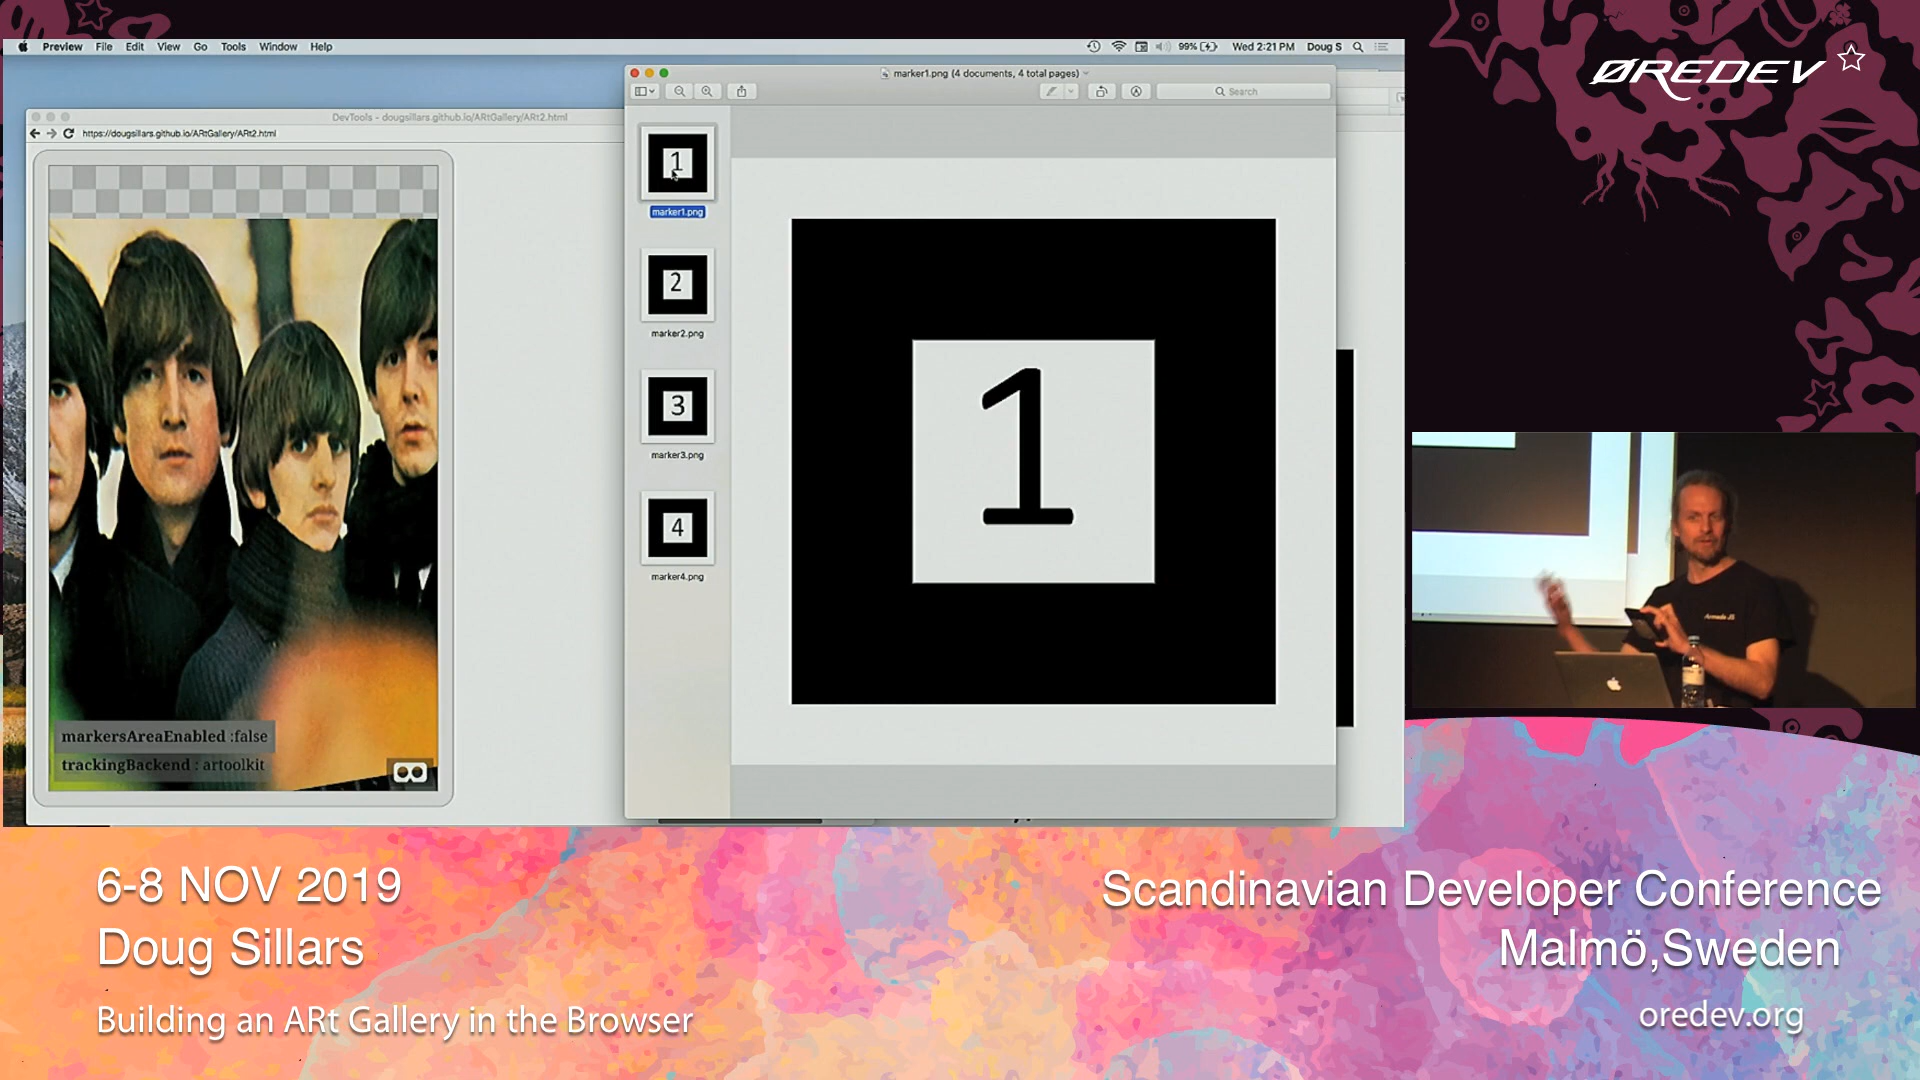 Preview File Edit View Go Tools Window Help
99% Wed 2:21 PM Doug S
marker1.png (4 documents, 4 total pages)
Search
DevTools - dougsillars.github.io/ARtGallery/ARt2.html
https://dougsillars.github.io/ARtGallery/ARt2.html
1
marker1.png
2
marker2.png
3
marker3.png
4
marker4.png
1
markersAreaEnabled :false
trackingBackend : artoolkit
ØREDEV
6-8 NOV 2019
Doug Sillars
Building an ARt Gallery in the Browser
Scandinavian Developer Conference
Malmö,Sweden
oredev.org